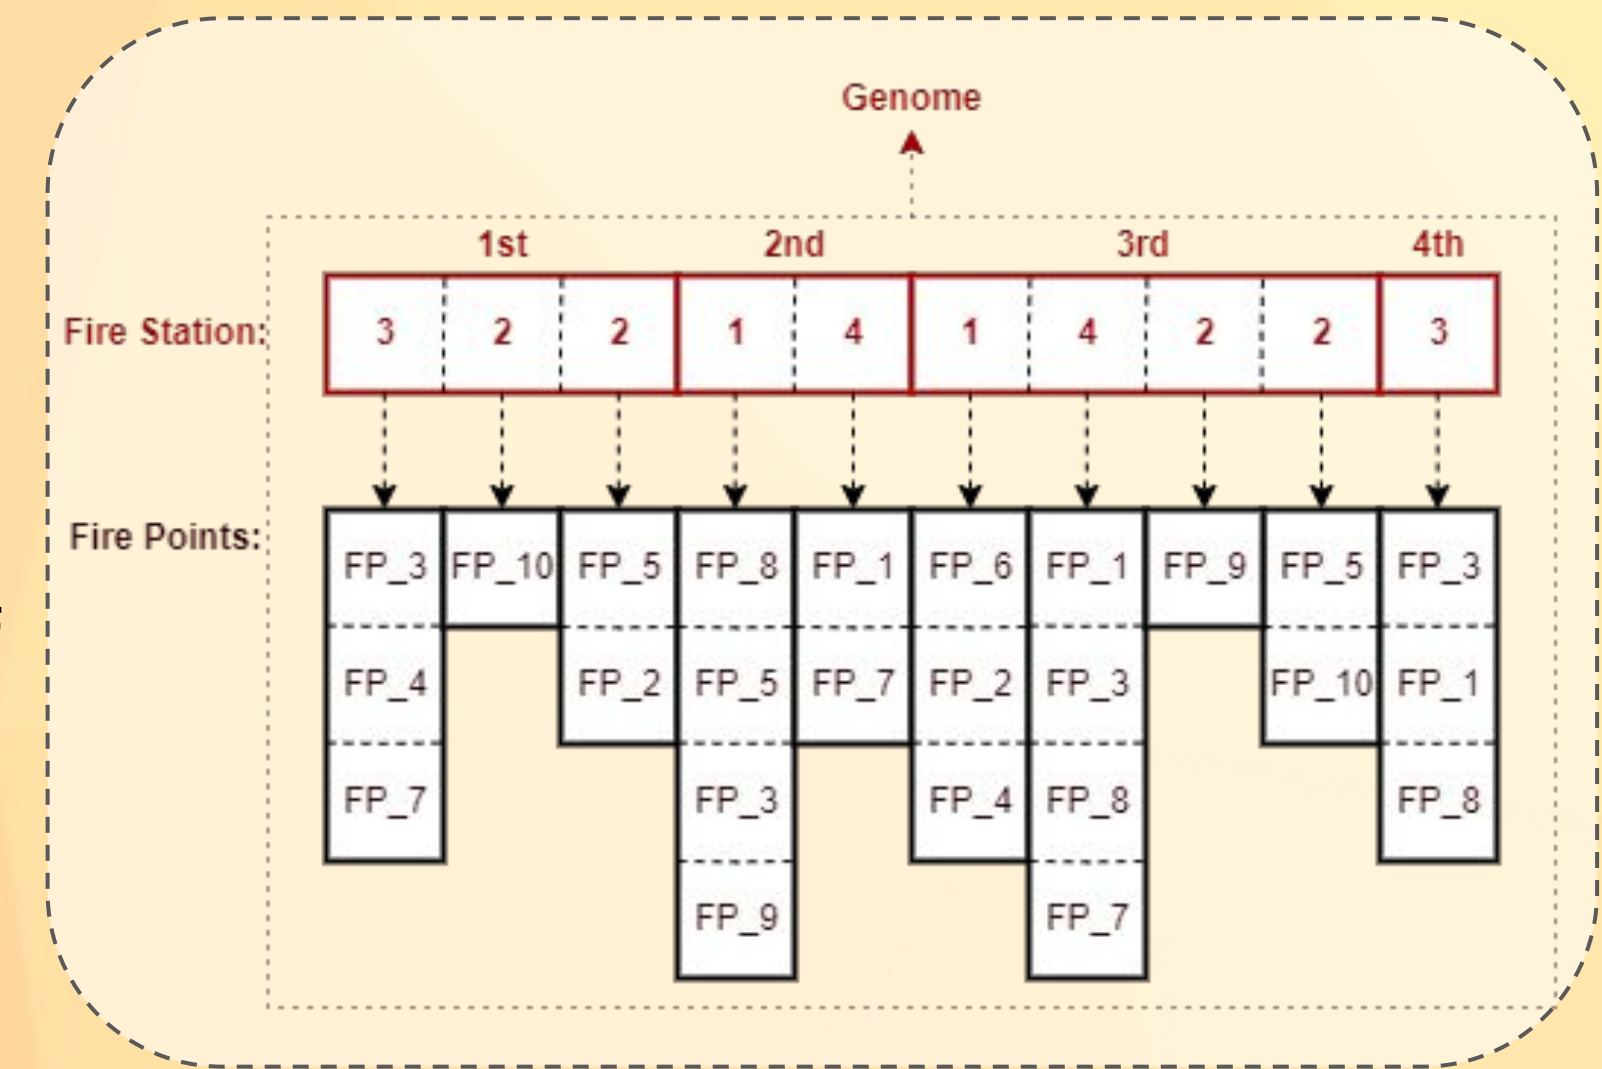 Genome
1st 2nd 3rd 4th
Fire Station: 3 2 2 1 4 1 4 2 2 3
Fire Points:
FP_3 FP_10 FP_5 FP_8 FP_1 FP_6 FP_1 FP_9 FP_5 FP_3
FP_4 FP_2 FP_5 FP_7 FP_2 FP_3 FP_10 FP_1
FP_7 FP_3 FP_4 FP_8 FP_8
FP_9 FP_7